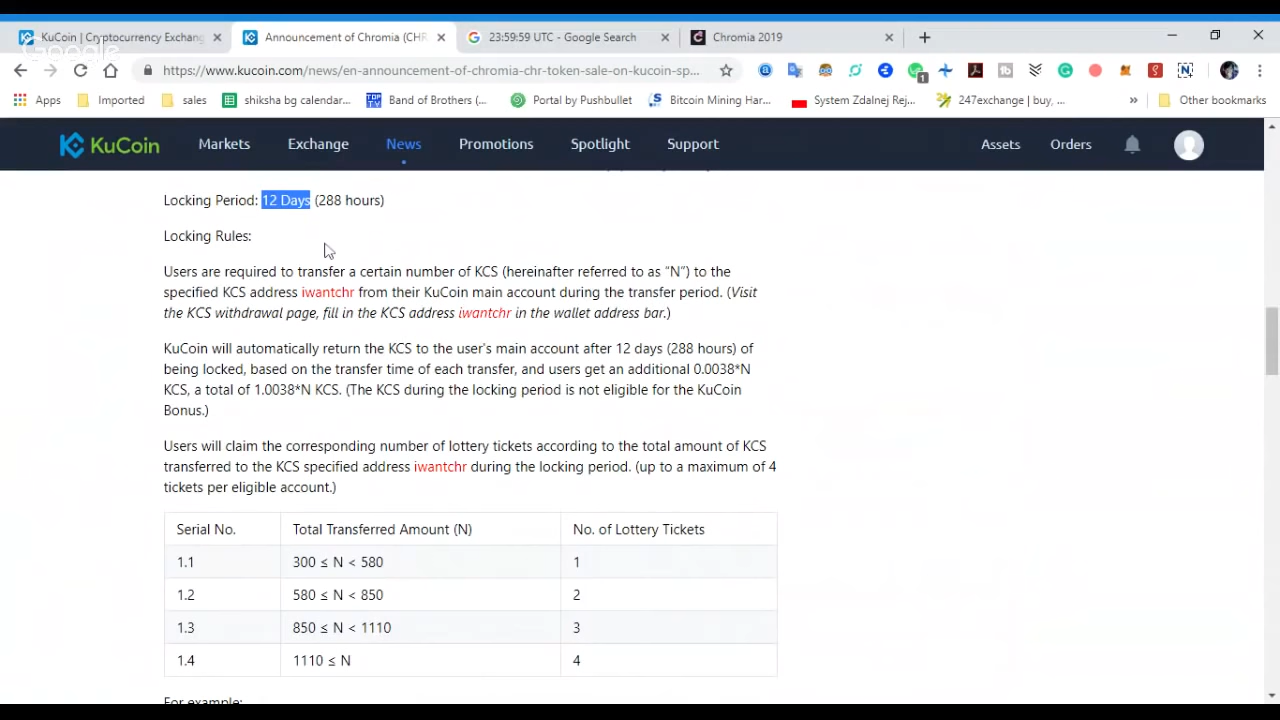 KuCoin | Cryptocurrency Exchang
Announcement of Chromia (CHR
23:59:59 UTC - Google Search
Chromia 2019
Google
https://www.kucoin.com/news/en-announcement-of-chromia-chr-token-sale-on-kucoin-sp...
1
Apps
Imported
sales
shiksha bg calendar...
Band of Brothers (...
Portal by Pushbullet
Bitcoin Mining Har...
System Zdalnej Rej...
247exchange | buy, ...
»
Other bookmarks
KuCoin
Markets
Exchange
News
Promotions
Spotlight
Support
Assets
Orders
Locking Period: 12 Days (288 hours)
Locking Rules:
Users are required to transfer a certain number of KCS (hereinafter referred to as “N”) to the
specified KCS address iwantchr from their KuCoin main account during the transfer period. (Visit
the KCS withdrawal page, fill in the KCS address iwantchr in the wallet address bar.)
KuCoin will automatically return the KCS to the user's main account after 12 days (288 hours) of
being locked, based on the transfer time of each transfer, and users get an additional 0.0038*N
KCS, a total of 1.0038*N KCS. (The KCS during the locking period is not eligible for the KuCoin
Bonus.)
Users will claim the corresponding number of lottery tickets according to the total amount of KCS
transferred to the KCS specified address iwantchr during the locking period. (up to a maximum of 4
tickets per eligible account.)
Serial No. Total Transferred Amount (N) No. of Lottery Tickets
1.1 300 ≤ N < 580 1
1.2 580 ≤ N < 850 2
1.3 850 ≤ N < 1110 3
1.4 1110 ≤ N 4
For example: